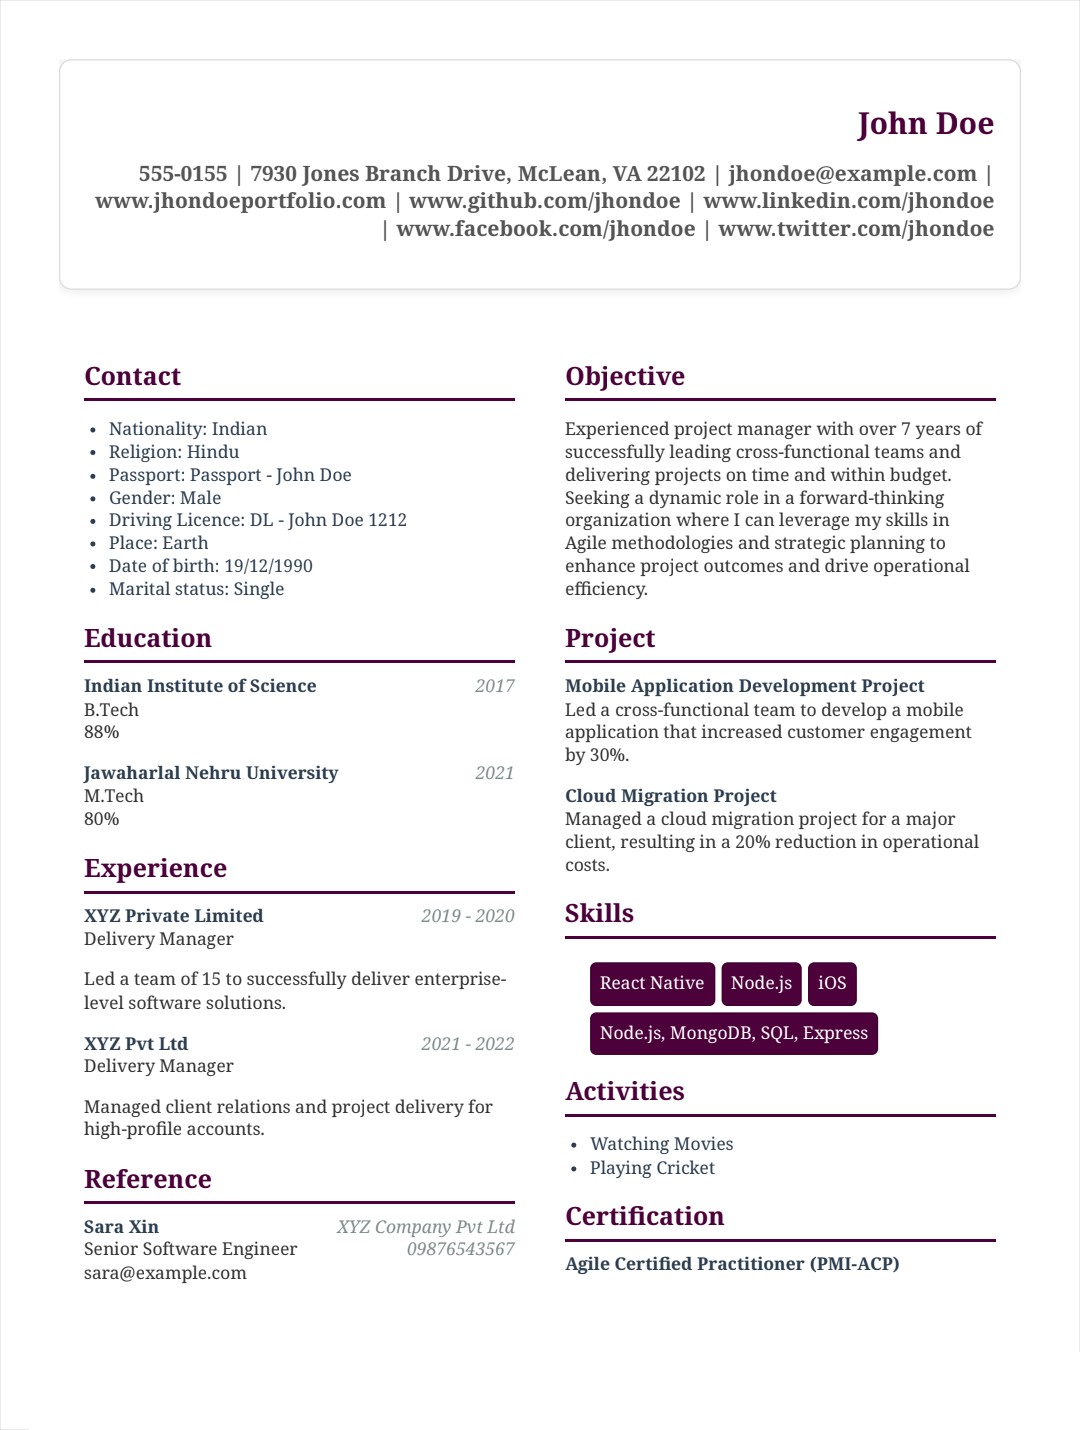 John Doe
555-0155 | 7930 Jones Branch Drive, McLean, VA 22102 | jhondoe@example.com |
www.jhondoeportfolio.com | www.github.com/jhondoe | www.linkedin.com/jhondoe
| www.facebook.com/jhondoe | www.twitter.com/jhondoe
Contact
• Nationality: Indian
• Religion: Hindu
• Passport: Passport - John Doe
• Gender: Male
• Driving Licence: DL - John Doe 1212
• Place: Earth
• Date of birth: 19/12/1990
• Marital status: Single
Education
Indian Institute of Science 2017
B.Tech
88%
Jawaharlal Nehru University 2021
M.Tech
80%
Experience
XYZ Private Limited 2019 - 2020
Delivery Manager
Led a team of 15 to successfully deliver enterprise-
level software solutions.
XYZ Pvt Ltd 2021 - 2022
Delivery Manager
Managed client relations and project delivery for
high-profile accounts.
Reference
Sara Xin XYZ Company Pvt Ltd
Senior Software Engineer 09876543567
sara@example.com
Objective
Experienced project manager with over 7 years of
successfully leading cross-functional teams and
delivering projects on time and within budget.
Seeking a dynamic role in a forward-thinking
organization where I can leverage my skills in
Agile methodologies and strategic planning to
enhance project outcomes and drive operational
efficiency.
Project
Mobile Application Development Project
Led a cross-functional team to develop a mobile
application that increased customer engagement
by 30%.
Cloud Migration Project
Managed a cloud migration project for a major
client, resulting in a 20% reduction in operational
costs.
Skills
React Native Node.js iOS
Node.js, MongoDB, SQL, Express
Activities
• Watching Movies
• Playing Cricket
Certification
Agile Certified Practitioner (PMI-ACP)